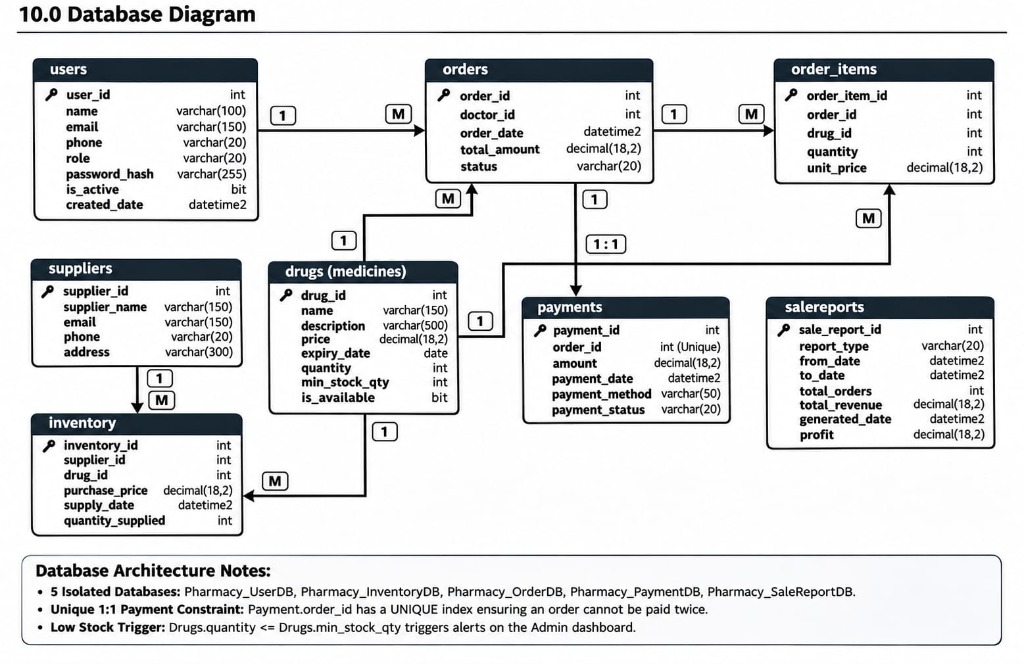 10.0 Database Diagram
users
user_id int
name varchar(100)
email varchar(150)
phone varchar(20)
role varchar(20)
password_hash varchar(255)
is_active bit
created_date datetime2
1
M
orders
order_id int
doctor_id int
order_date datetime2
total_amount decimal(18,2)
status varchar(20)
1
M
order_items
order_item_id int
order_id int
drug_id int
quantity int
unit_price decimal(18,2)
M
1
1
1:1
M
suppliers
supplier_id int
supplier_name varchar(150)
email varchar(150)
phone varchar(20)
address varchar(300)
1
M
drugs (medicines)
drug_id int
name varchar(150)
description varchar(500)
price decimal(18,2)
expiry_date date
quantity int
min_stock_qty int
is_available bit
1
payments
payment_id int
order_id int (Unique)
amount decimal(18,2)
payment_date datetime2
payment_method varchar(50)
payment_status varchar(20)
salereports
sale_report_id int
report_type varchar(20)
from_date datetime2
to_date datetime2
total_orders int
total_revenue decimal(18,2)
generated_date datetime2
profit decimal(18,2)
inventory
inventory_id int
supplier_id int
drug_id int
purchase_price decimal(18,2)
supply_date datetime2
quantity_supplied int
1
M
Database Architecture Notes:
• 5 Isolated Databases: Pharmacy_UserDB, Pharmacy_InventoryDB, Pharmacy_OrderDB, Pharmacy_PaymentDB, Pharmacy_SaleReportDB.
• Unique 1:1 Payment Constraint: Payment.order_id has a UNIQUE index ensuring an order cannot be paid twice.
• Low Stock Trigger: Drugs.quantity <= Drugs.min_stock_qty triggers alerts on the Admin dashboard.